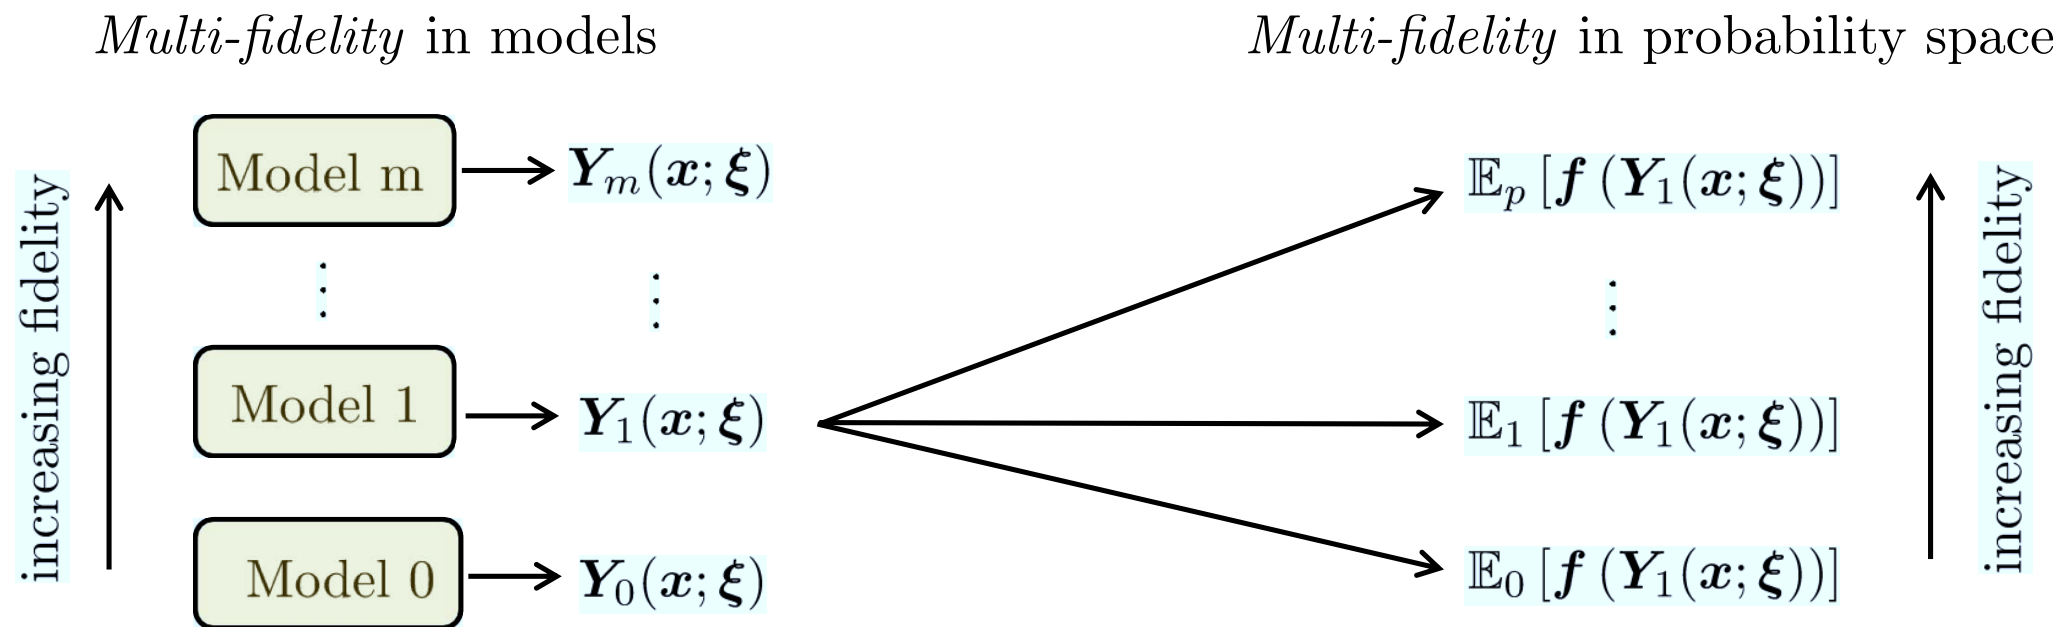 Multi-fidelity in models
increasing fidelity
Model m
Y_m(x; ξ)
⋮
⋮
Model 1
Y_1(x; ξ)
Model 0
Y_0(x; ξ)
Multi-fidelity in probability space
𝔼_p [f (Y_1(x; ξ))]
⋮
𝔼_1 [f (Y_1(x; ξ))]
𝔼_0 [f (Y_1(x; ξ))]
increasing fidelity